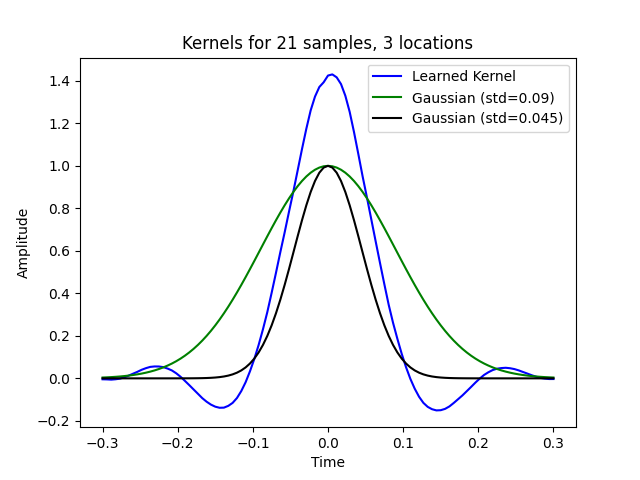 Kernels for 21 samples, 3 locations
Learned Kernel
Gaussian (std=0.09)
Gaussian (std=0.045)
Amplitude
1.4
1.2
1.0
0.8
0.6
0.4
0.2
0.0
−0.2
−0.3 −0.2 −0.1 0.0 0.1 0.2 0.3
Time